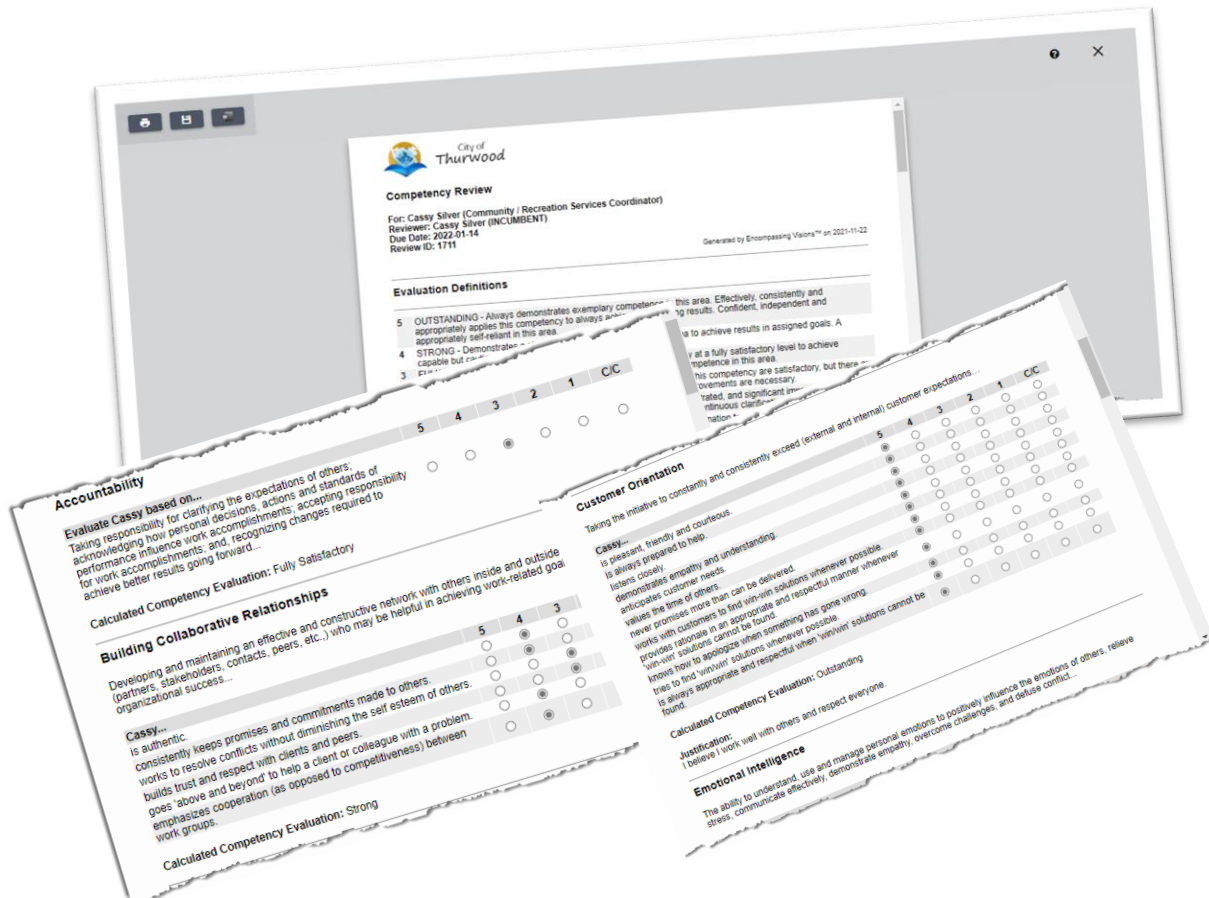 City of
Thurwood
Competency Review
For: Cassy Silver (Community / Recreation Services Coordinator)
Reviewer: Cassy Silver (INCUMBENT)
Due Date: 2022-01-14
Review ID: 1711
Generated by Encompassing Visions™ on 2021-11-22
Evaluation Definitions
5 OUTSTANDING - Always demonstrates exemplary competence in this area. Effectively, consistently and
appropriately applies this competency to always results. Confident, independent and
appropriately self-reliant in this area.
4 STRONG - Demonstrates to achieve results in assigned goals. A
capable but
3 at a fully satisfactory level to achieve
competence in this area.
this competency are satisfactory, but there
improvements are necessary.
and significant
Accountability
5 4 3 2 1 C/C
Evaluate Cassy based on...
Taking responsibility for clarifying the expectations of others;
acknowledging how personal decisions, actions and standards of
performance influence work accomplishments; accepting responsibility
for work accomplishments; and, recognizing changes required to
achieve better results going forward...
Calculated Competency Evaluation: Fully Satisfactory
Building Collaborative Relationships
Developing and maintaining an effective and constructive network with others inside and outside
(partners, stakeholders, contacts, peers, etc..) who may be helpful in achieving work-related goal
organizational success...
5 4 3
Cassy...
is authentic.
consistently keeps promises and commitments made to others.
works to resolve conflicts without diminishing the self esteem of others.
builds trust and respect with clients and peers.
goes 'above and beyond' to help a client or colleague with a problem.
emphasizes cooperation (as opposed to competitiveness) between
work groups.
Calculated Competency Evaluation: Strong
Customer Orientation
Taking the initiative to constantly and consistently exceed (external and internal) customer expectations...
5 4 3 2 1 C/C
Cassy...
is pleasant, friendly and courteous.
is always prepared to help.
listens closely.
demonstrates empathy and understanding.
anticipates customer needs.
values the time of others.
never promises more than can be delivered.
works with customers to find win-win solutions whenever possible.
provides rationale in an appropriate and respectful manner whenever
'win-win' solutions cannot be found.
knows how to apologize when something has gone wrong.
tries to find 'win/win' solutions whenever possible.
is always appropriate and respectful when 'win/win' solutions cannot be
found.
Calculated Competency Evaluation: Outstanding
Justification:
I believe I work well with others and respect everyone.
Emotional Intelligence
The ability to understand, use and manage personal emotions to positively influence the emotions of others, relieve
stress, communicate effectively, demonstrate empathy, overcome challenges, and defuse conflict...